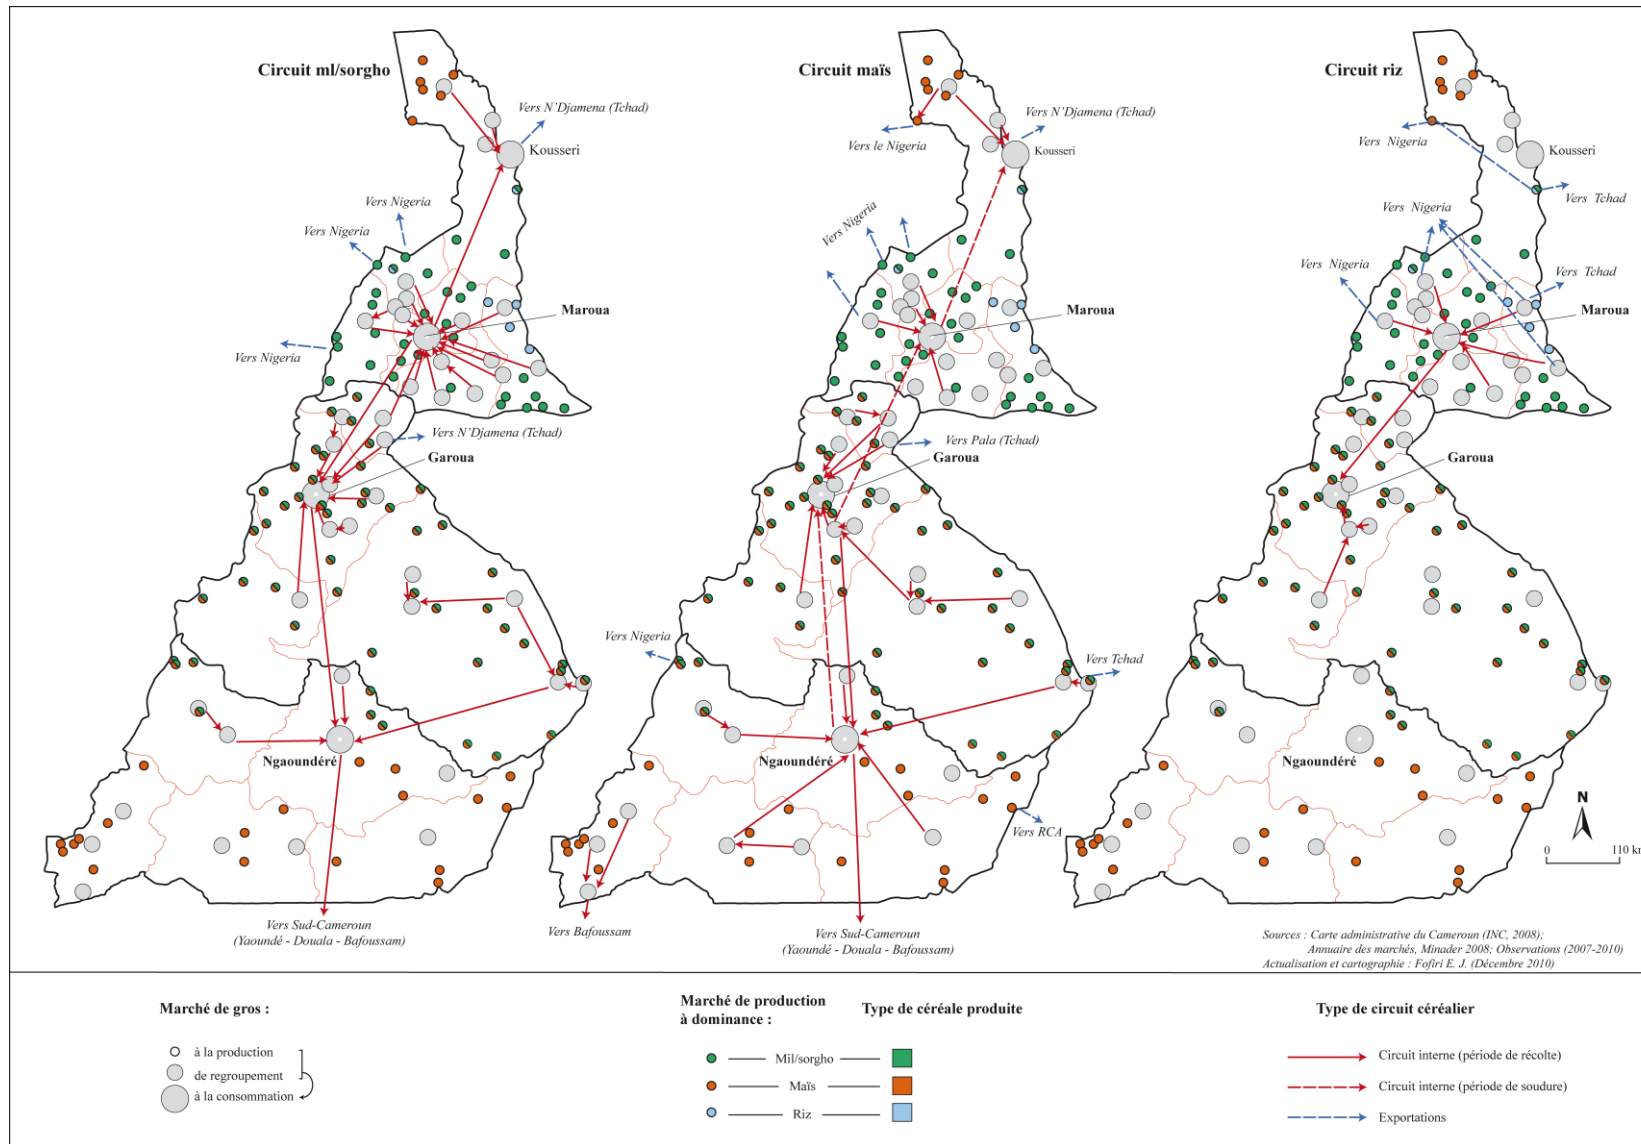 Circuit ml/sorgho
Vers N'Djamena (Tchad)
Kousseri
Vers Nigeria
Vers Nigeria
Maroua
Vers Nigeria
Vers N'Djamena (Tchad)
Garoua
Ngaoundéré
Vers Sud-Cameroun
(Yaoundé - Douala - Bafoussam)
Circuit maïs
Vers N'Djamena (Tchad)
Vers le Nigeria
Kousseri
Vers Nigeria
Maroua
Vers Pala (Tchad)
Garoua
Vers Nigeria
Vers Tchad
Ngaoundéré
Vers RCA
Vers Bafoussam
Vers Sud-Cameroun
(Yaoundé - Douala - Bafoussam)
Circuit riz
Vers Nigeria
Kousseri
Vers Tchad
Vers Nigeria
Vers Nigeria
Vers Tchad
Maroua
Garoua
Ngaoundéré
N
0 110 km
Sources : Carte administrative du Cameroun (INC, 2008);
Annuaire des marchés, Minader 2008; Observations (2007-2010)
Actualisation et cartographie : Fofiri E. J. (Décembre 2010)
Marché de gros :
à la production
de regroupement
à la consommation
Marché de production
à dominance :
Type de céréale produite
Mil/sorgho
Maïs
Riz
Type de circuit céréalier
Circuit interne (période de récolte)
Circuit interne (période de soudure)
Exportations